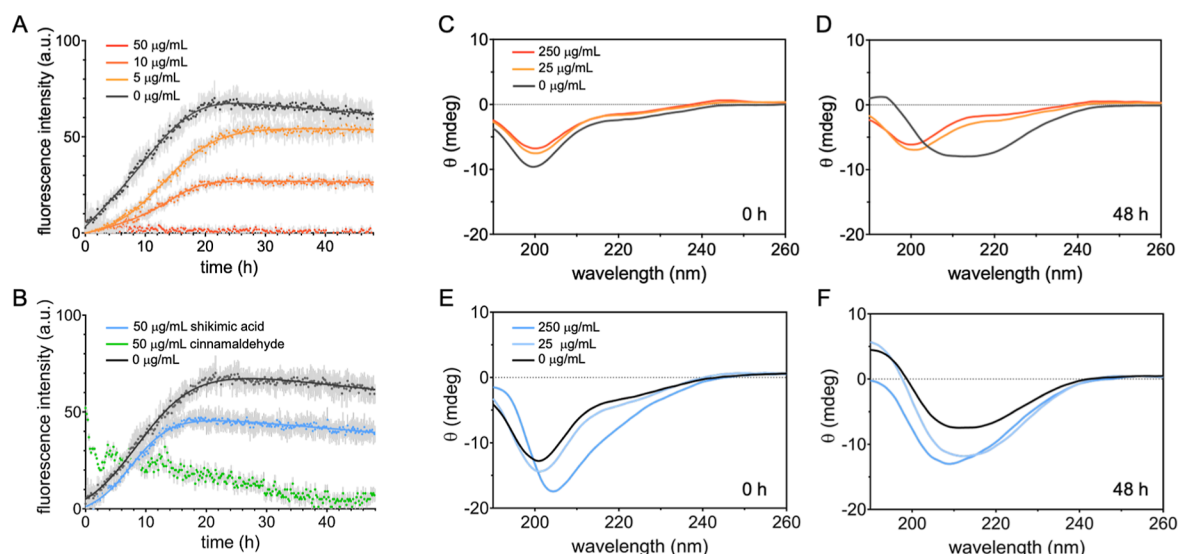 A
fluorescence intensity (a.u.)
100
50
0
50 µg/mL
10 µg/mL
5 µg/mL
0 µg/mL
0 10 20 30 40
time (h)
C
θ (mdeg)
10
0
-10
-20
250 µg/mL
25 µg/mL
0 µg/mL
0 h
200 220 240 260
wavelength (nm)
D
θ (mdeg)
10
0
-10
-20
48 h
200 220 240 260
wavelength (nm)
B
fluorescence intensity (a.u.)
100
50
0
50 µg/mL shikimic acid
50 µg/mL cinnamaldehyde
0 µg/mL
0 10 20 30 40
time (h)
E
θ (mdeg)
10
0
-10
-20
250 µg/mL
25 µg/mL
0 µg/mL
0 h
200 220 240 260
wavelength (nm)
F
θ (mdeg)
10
0
-10
-20
48 h
200 220 240 260
wavelength (nm)